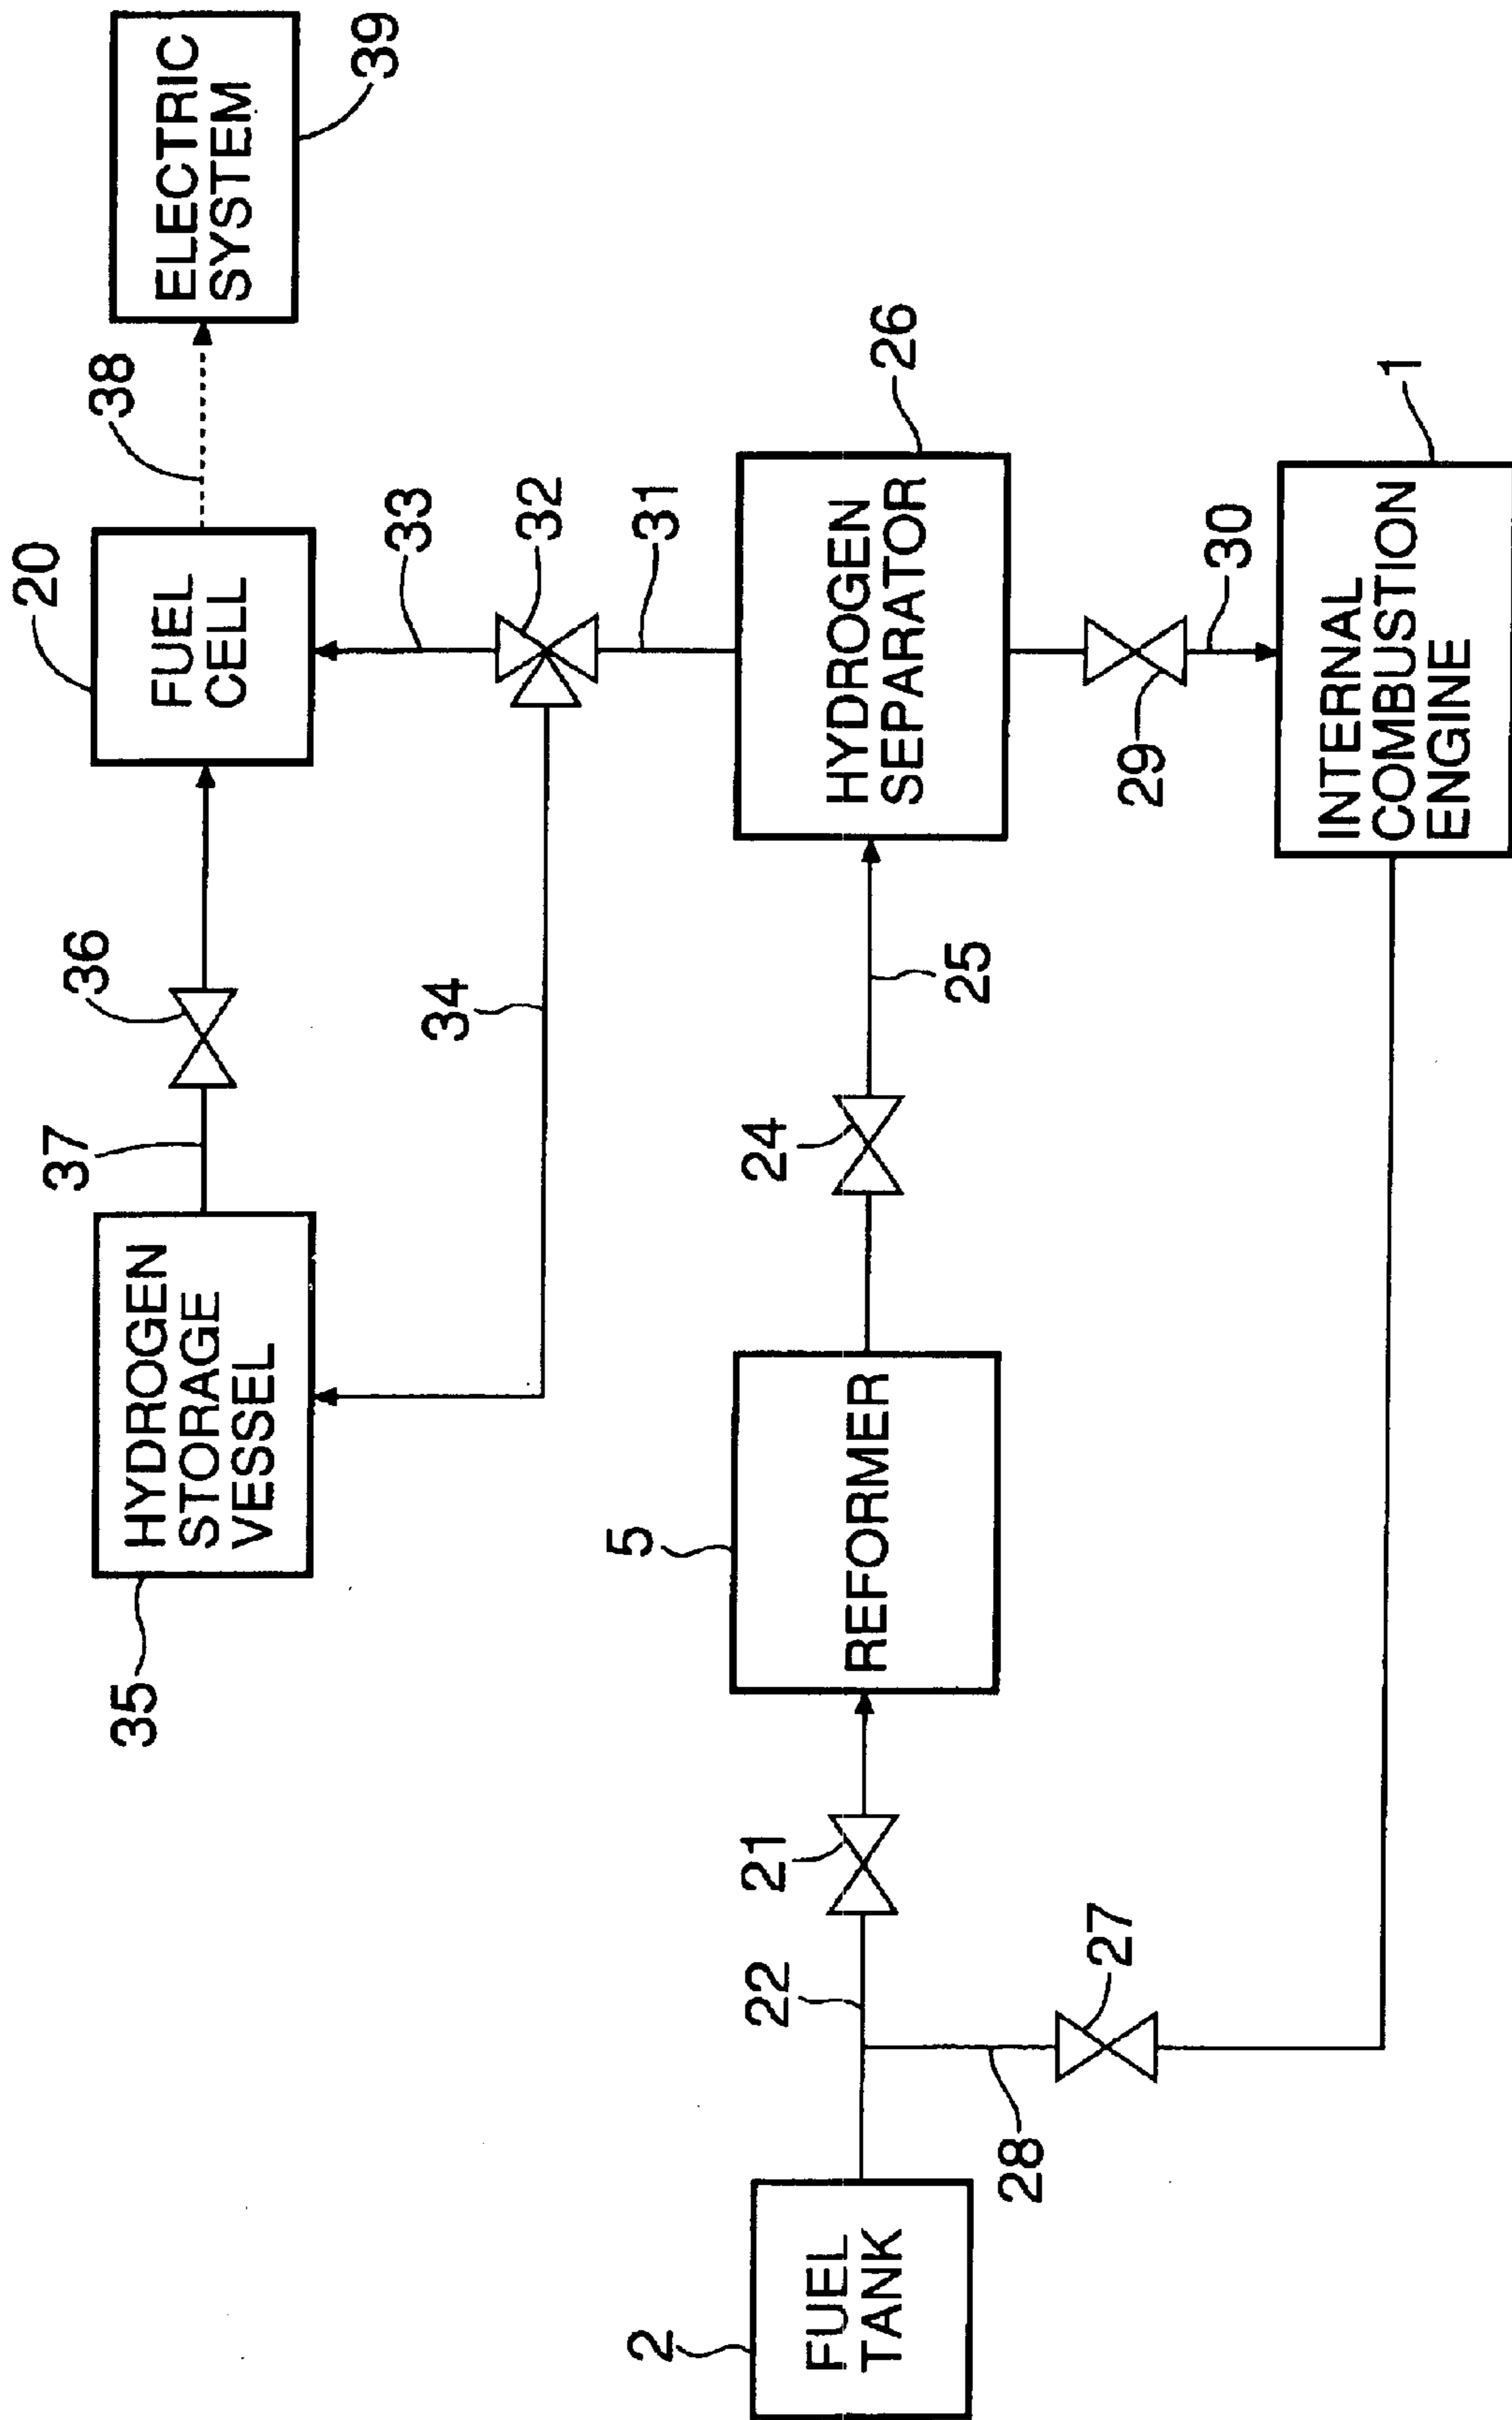 20
FUEL
CELL
38
ELECTRIC
SYSTEM
39
36
37
HYDROGEN
STORAGE
VESSEL
35
34
33
32
31
HYDROGEN
SEPARATOR
26
25
24
5
REFORMER
21
22
27
28
2
FUEL
TANK
29
30
1
INTERNAL
COMBUSTION
ENGINE